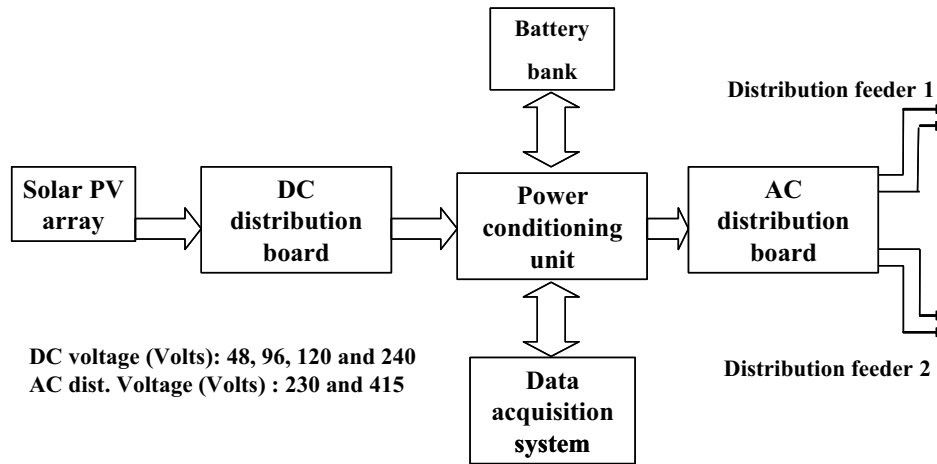 Battery
bank
Distribution feeder 1
Solar PV
array
DC
distribution
board
Power
conditioning
unit
AC
distribution
board
DC voltage (Volts): 48, 96, 120 and 240
AC dist. Voltage (Volts) : 230 and 415
Data
acquisition
system
Distribution feeder 2